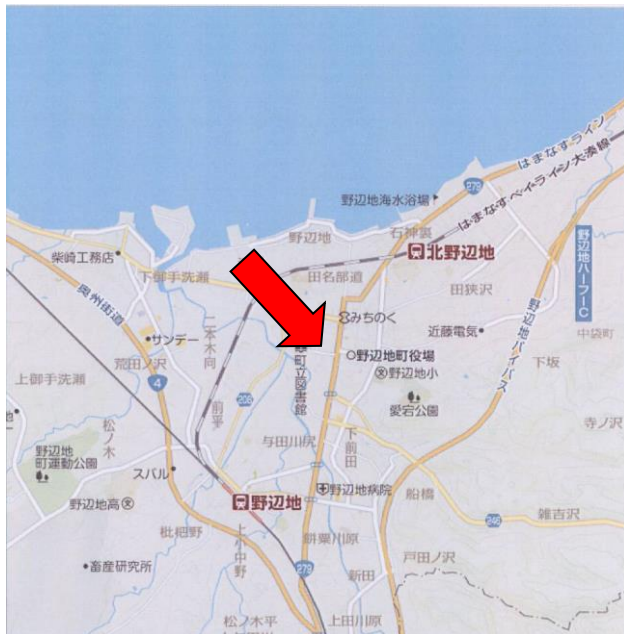 はまなすライン
はまなすベイライン大湊線
279
野辺地海水浴場
石神裏
野辺地
北野辺地
柴崎工務店
下御手洗瀬
田名部道
田狭沢
野辺地ハーフーC
奥州街道
みちのく
近藤電気
中袋町
サンデー
二本木
野辺地町役場
野辺地バイパス
荒田ノ沢
町立図書館
野辺地小
下坂
上御手洗瀬
4
愛宕公園
前平
松ノ木
与田川尻
下前田
寺ノ沢
野辺地
町運動公園
スバル
野辺地病院
船橋
雑吉沢
野辺地高
野辺地
246
枇杷野
上小中野
餅粟川原
戸田ノ沢
畜産研究所
279
新田
松ノ木平
上田川原